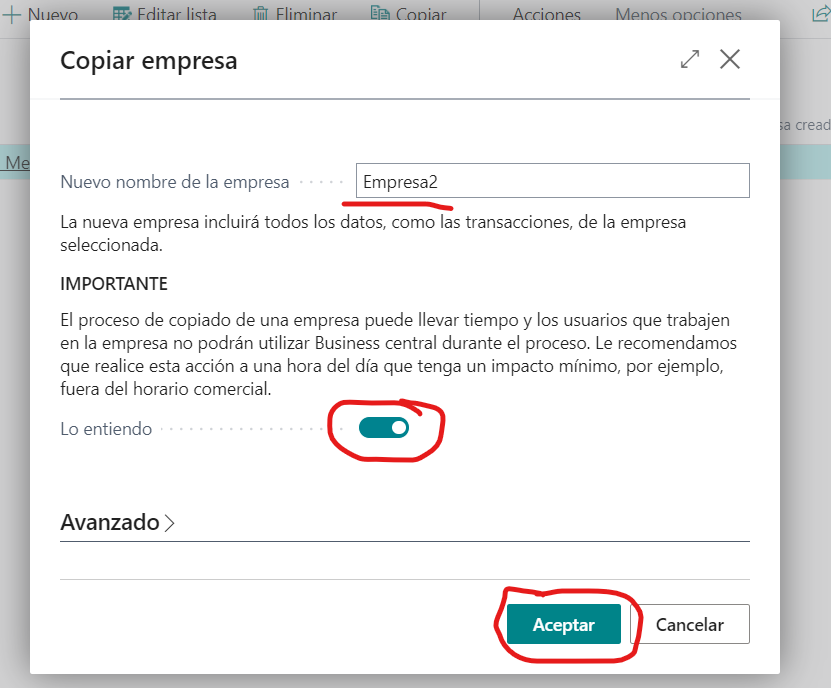 Nuevo Editar lista Eliminar Copiar Acciones Menos opciones
Copiar empresa
sa cread
Me
Nuevo nombre de la empresa Empresa2
La nueva empresa incluirá todos los datos, como las transacciones, de la empresa
seleccionada.
IMPORTANTE
El proceso de copiado de una empresa puede llevar tiempo y los usuarios que trabajen
en la empresa no podrán utilizar Business central durante el proceso. Le recomendamos
que realice esta acción a una hora del día que tenga un impacto mínimo, por ejemplo,
fuera del horario comercial.
Lo entiendo
Avanzado
Aceptar Cancelar